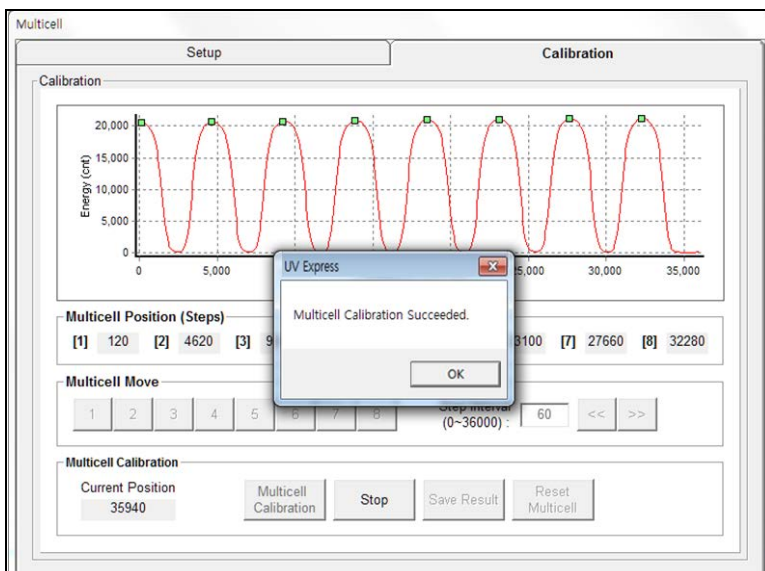 Multicell
Setup Calibration
Calibration
20,000
15,000
10,000
5,000
0
Energy (cnt)
0 5,000 25,000 30,000 35,000
UV Express
Multicell Calibration Succeeded.
OK
Multicell Position (Steps)
[1] 120 [2] 4620 [3] 9 3100 [7] 27660 [8] 32280
Multicell Move
1 2 3 4 5 6 7 8 Step Interval
(0~36000) : 60 << >>
Multicell Calibration
Current Position
35940
Multicell
Calibration
Stop
Save Result
Reset
Multicell